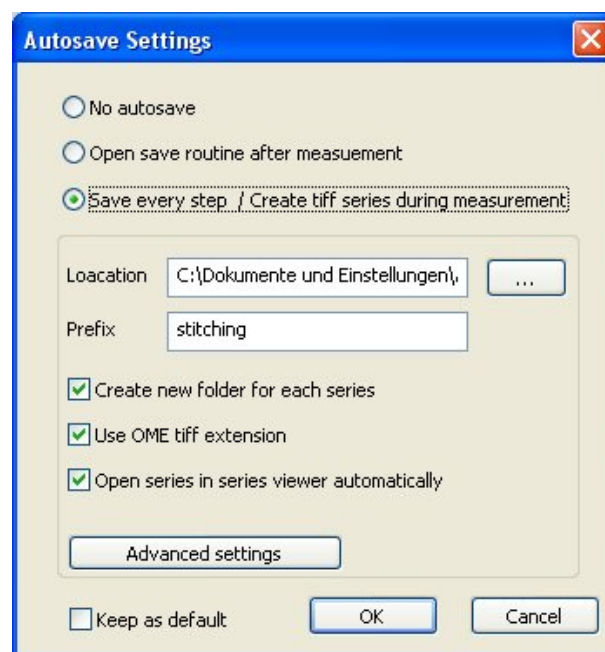 Autosave Settings
No autosave
Open save routine after measuement
Save every step / Create tiff series during measurement
Loacation C:\Dokumente und Einstellungen\, ...
Prefix stitching
Create new folder for each series
Use OME tiff extension
Open series in series viewer automatically
Advanced settings
Keep as default OK Cancel